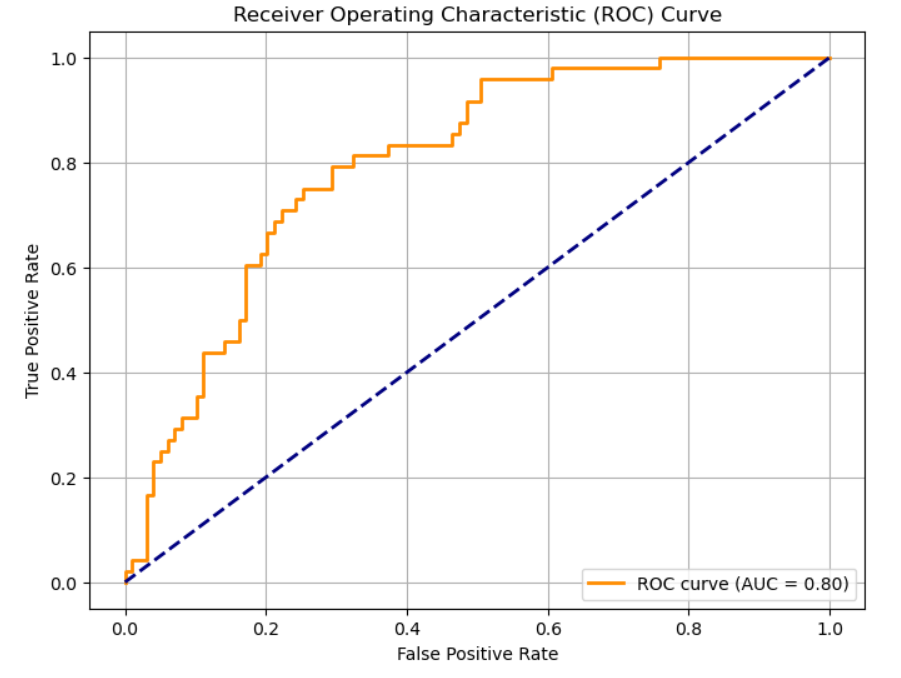 Receiver Operating Characteristic (ROC) Curve
1.0
0.8
0.6
0.4
0.2
0.0
True Positive Rate
ROC curve (AUC = 0.80)
0.0 0.2 0.4 0.6 0.8 1.0
False Positive Rate